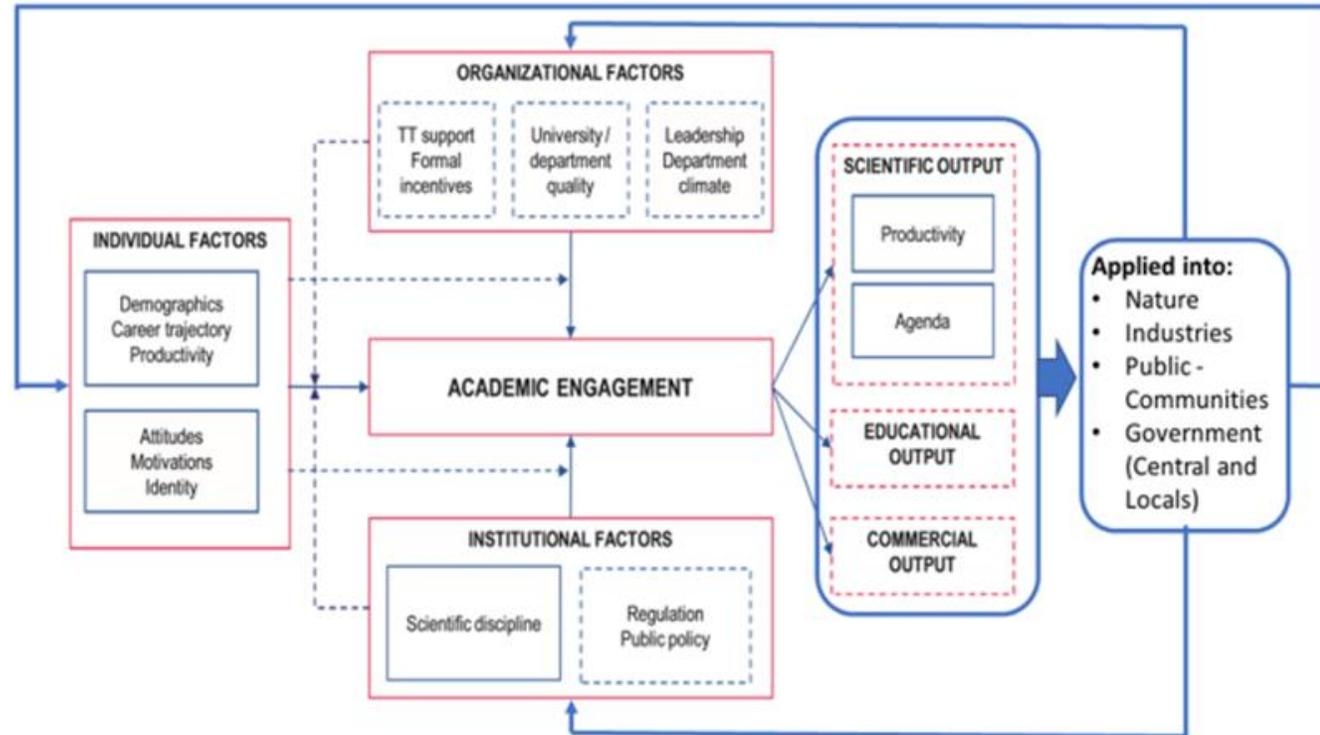 ORGANIZATIONAL FACTORS
TT support
Formal
incentives
University /
department
quality
Leadership
Department
climate
INDIVIDUAL FACTORS
Demographics
Career trajectory
Productivity
Attitudes
Motivations
Identity
ACADEMIC ENGAGEMENT
INSTITUTIONAL FACTORS
Scientific discipline
Regulation
Public policy
SCIENTIFIC OUTPUT
Productivity
Agenda
EDUCATIONAL
OUTPUT
COMMERCIAL
OUTPUT
Applied into:
• Nature
• Industries
• Public -
Communities
• Government
(Central and
Locals)